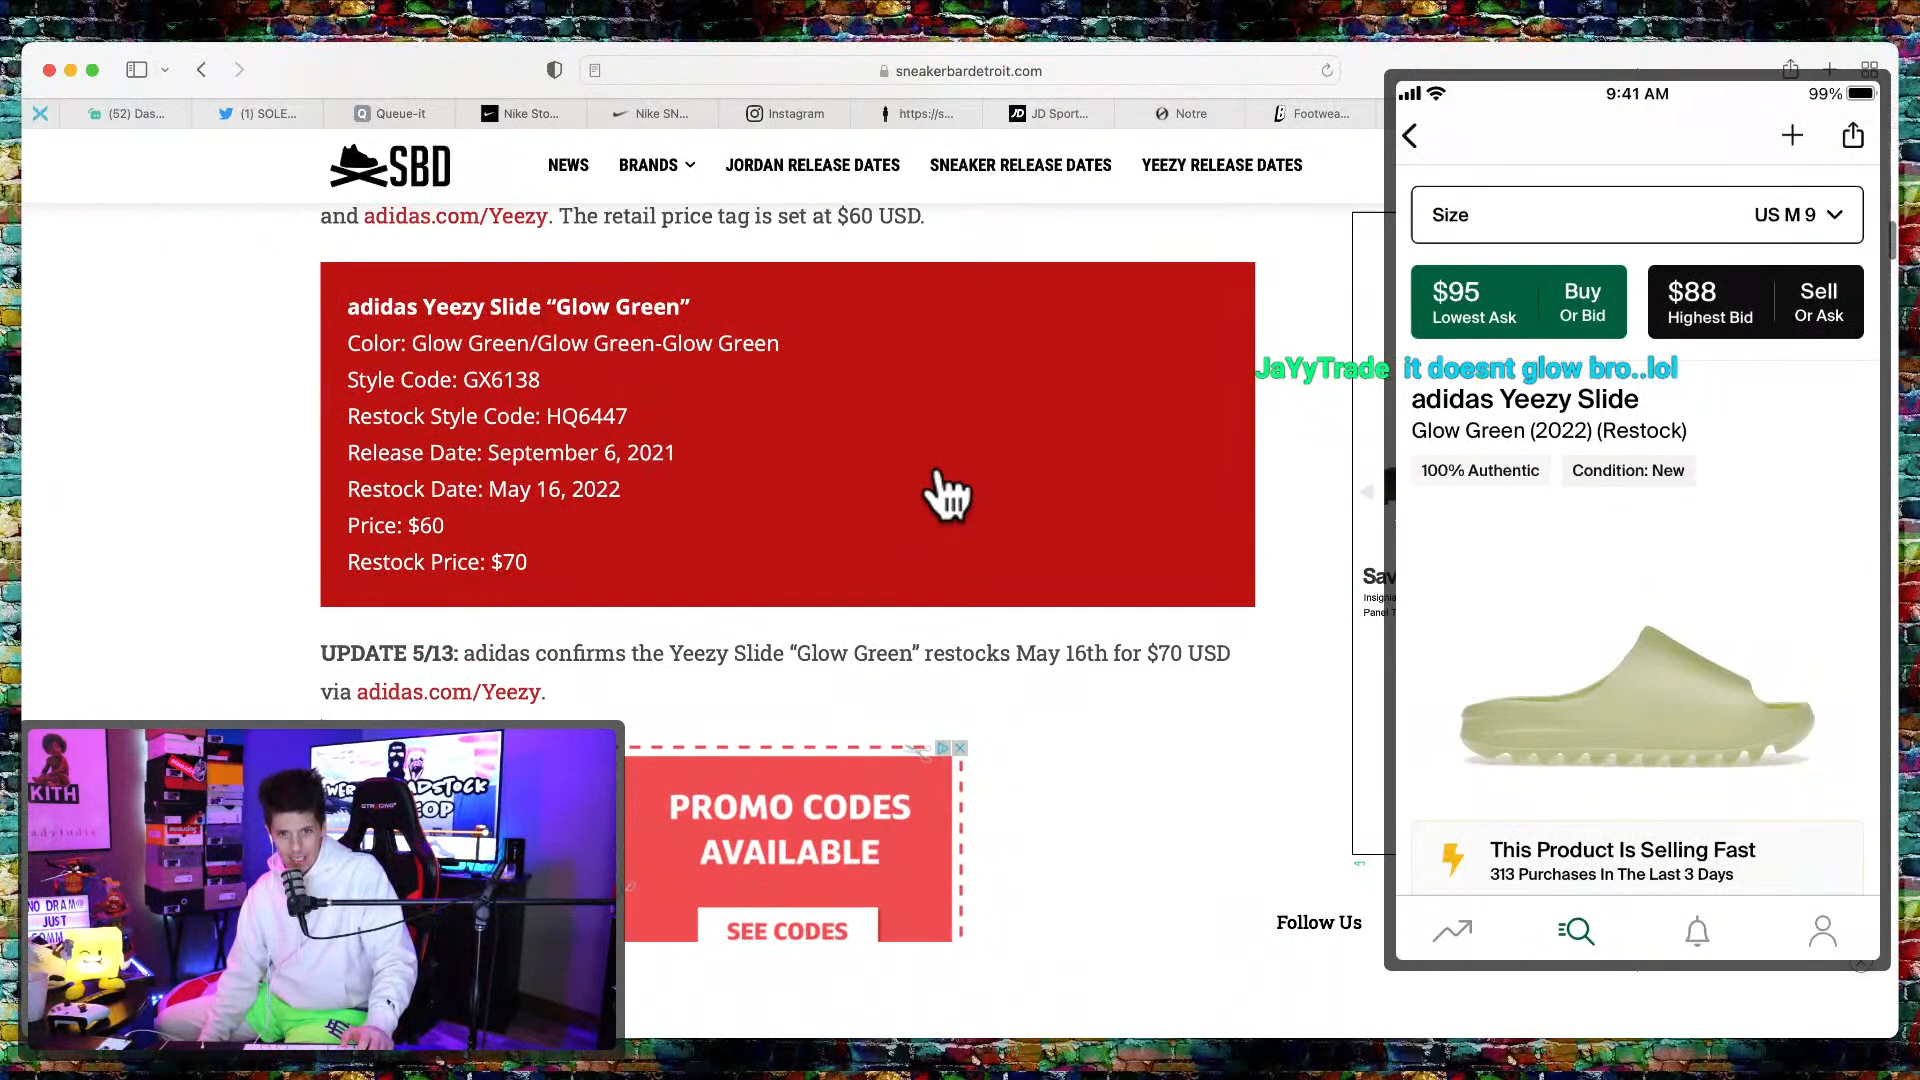 sneakerbardetroit.com
(52) Das...
(1) SOLE...
Queue-it
Nike Sto...
Nike SN...
Instagram
https://s...
JD Sport...
Notre
Footwea...
SBD
NEWS
BRANDS
JORDAN RELEASE DATES
SNEAKER RELEASE DATES
YEEZY RELEASE DATES
and adidas.com/Yeezy. The retail price tag is set at $60 USD.
adidas Yeezy Slide “Glow Green”
Color: Glow Green/Glow Green-Glow Green
Style Code: GX6138
Restock Style Code: HQ6447
Release Date: September 6, 2021
Restock Date: May 16, 2022
Price: $60
Restock Price: $70
UPDATE 5/13: adidas confirms the Yeezy Slide “Glow Green” restocks May 16th for $70 USD
via adidas.com/Yeezy.
PROMO CODES
AVAILABLE
SEE CODES
Follow Us
Sav
Insignia
Panel T
JaYyTrade it doesnt glow bro..lol
9:41 AM
99%
Size
US M 9
$95
Lowest Ask
Buy
Or Bid
$88
Highest Bid
Sell
Or Ask
adidas Yeezy Slide
Glow Green (2022) (Restock)
100% Authentic
Condition: New
This Product Is Selling Fast
313 Purchases In The Last 3 Days
KITH
NO DRAM@
JUST